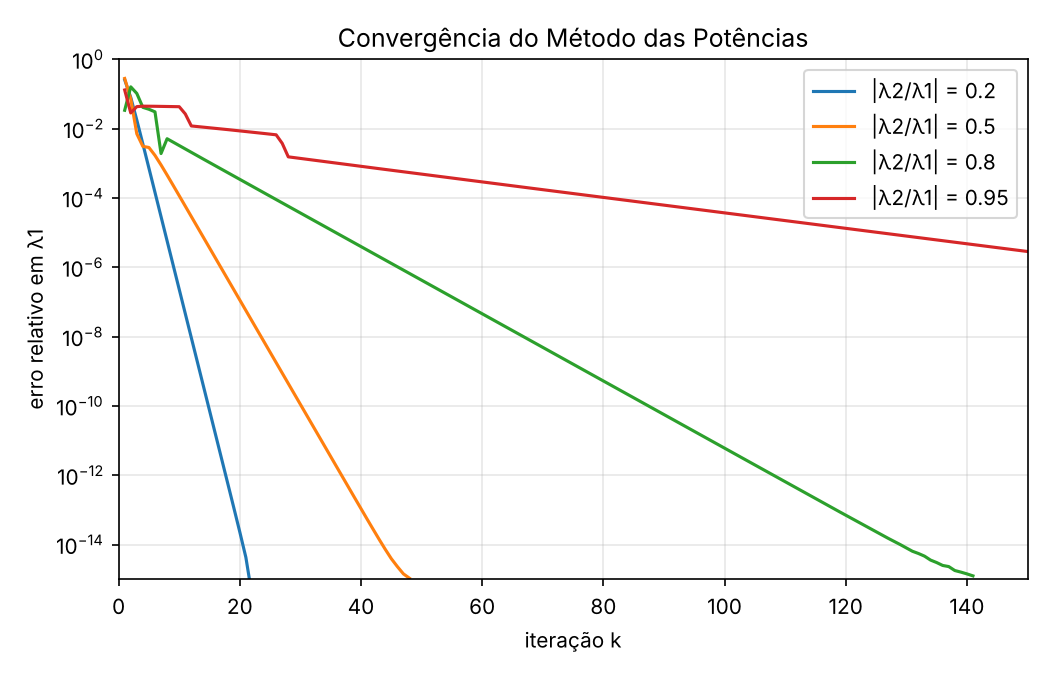 Convergência do Método das Potências
10⁰
10⁻²
10⁻⁴
10⁻⁶
10⁻⁸
10⁻¹⁰
10⁻¹²
10⁻¹⁴
erro relativo em λ1
|λ2/λ1| = 0.2
|λ2/λ1| = 0.5
|λ2/λ1| = 0.8
|λ2/λ1| = 0.95
0 20 40 60 80 100 120 140
iteração k